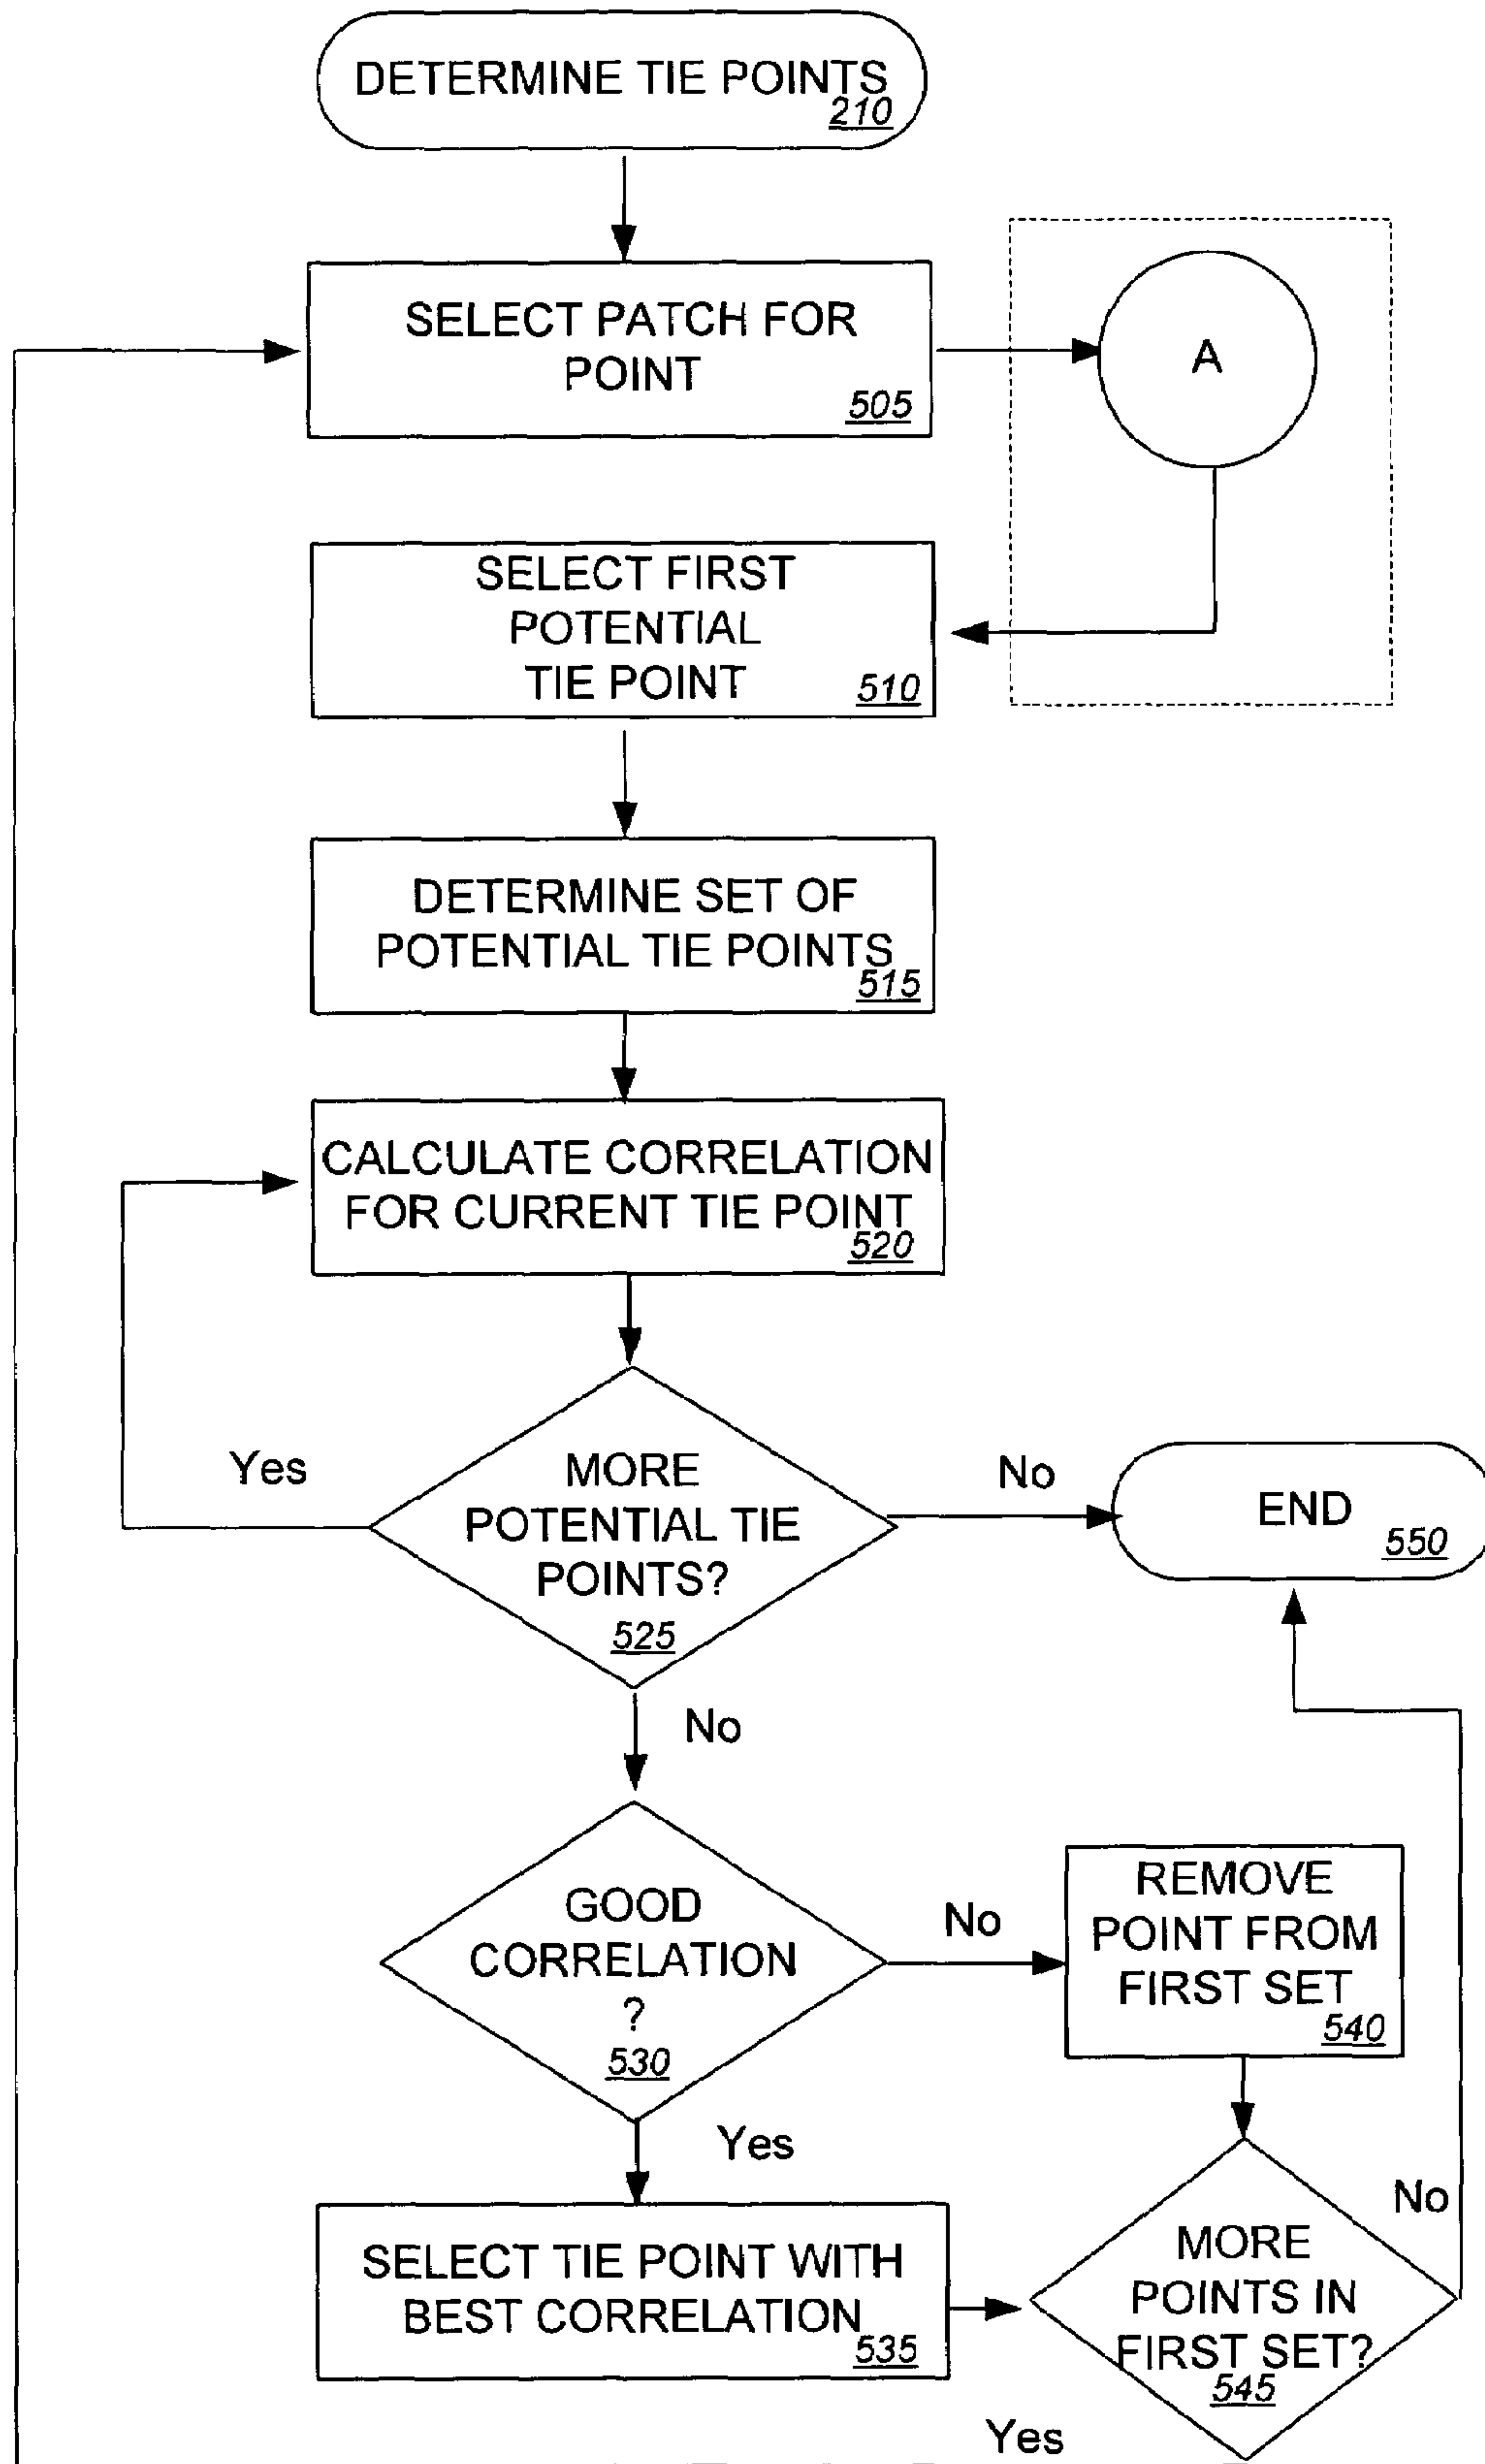 DETERMINE TIE POINTS
210
SELECT PATCH FOR
POINT
505
A
SELECT FIRST
POTENTIAL
TIE POINT
510
DETERMINE SET OF
POTENTIAL TIE POINTS
515
CALCULATE CORRELATION
FOR CURRENT TIE POINT
520
Yes
MORE
POTENTIAL TIE
POINTS?
525
No
END
550
No
GOOD
CORRELATION
?
530
No
REMOVE
POINT FROM
FIRST SET
540
Yes
SELECT TIE POINT WITH
BEST CORRELATION
535
MORE
POINTS IN
FIRST SET?
545
No
Yes